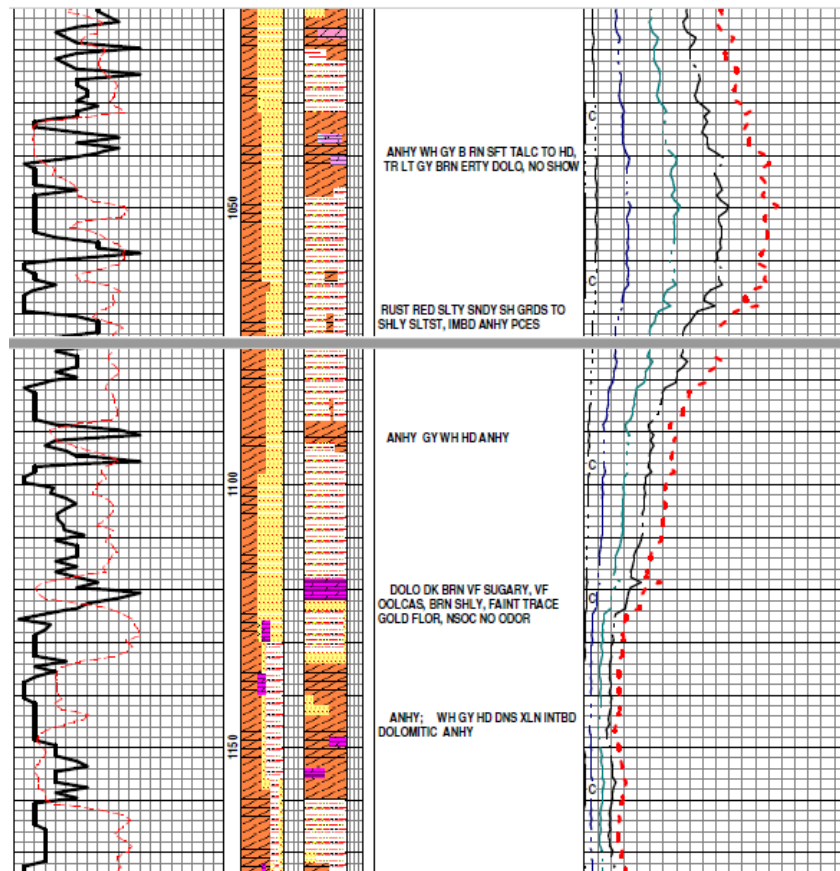 C
ANHY WH GY B RN SFT TALC TO HD,
TR LT GY BRN ERTY DOLO, NO SHOW
1050
C
RUST RED SLTY SNDY SH GRDS TO
SHLY SLTST, IMBD ANHY PCES
ANHY GY WH HD ANHY
C
1100
DOLO DK BRN VF SUGARY, VF
OOLCAS, BRN SHLY, FAINT TRACE
GOLD FLOR, NSOC NO ODOR
C
ANHY; WH GY HD DNS XLN INTBD
DOLOMITIC ANHY
1150
C